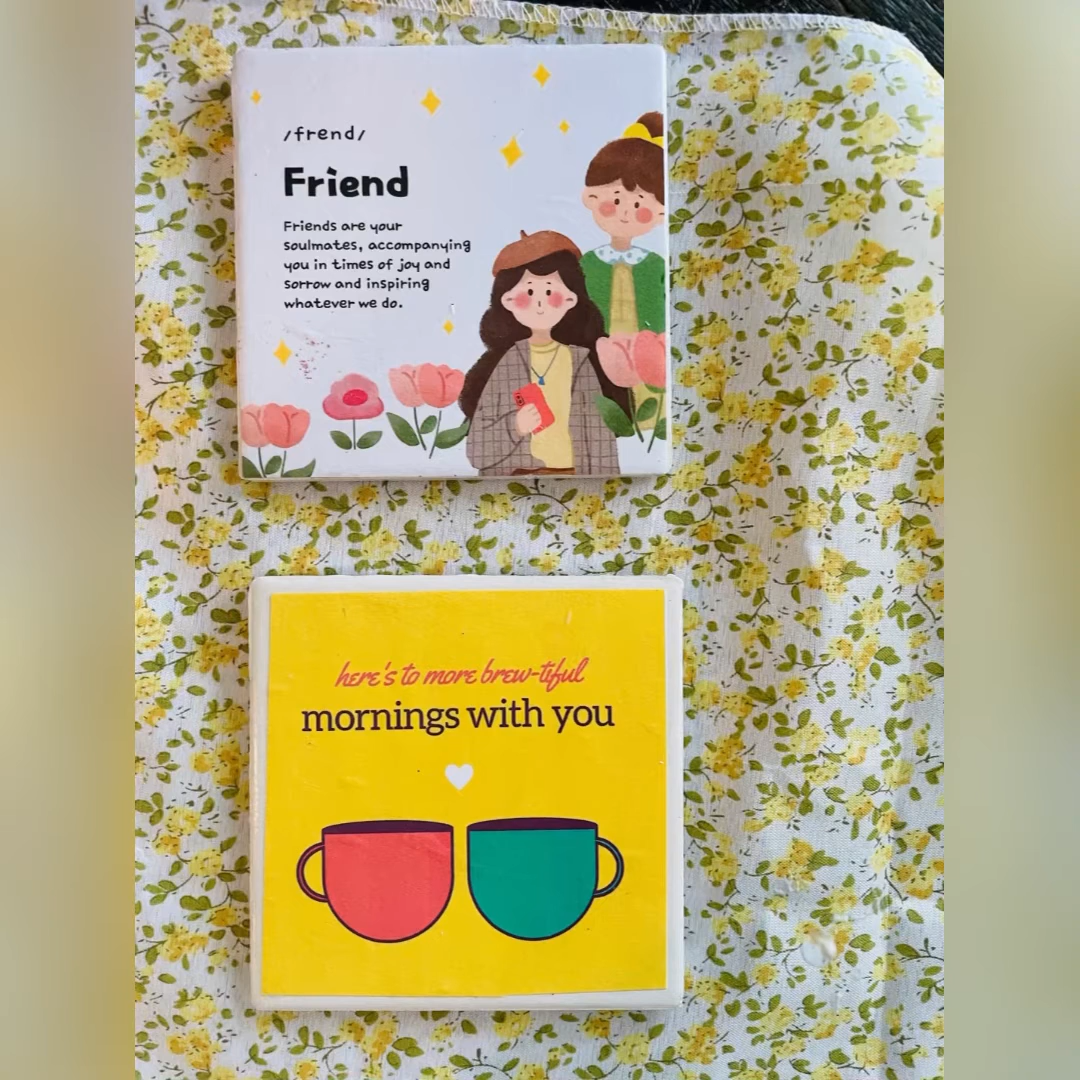 /frend/
Friend
Friends are your
soulmates, accompanying
you in times of joy and
sorrow and inspiring
whatever we do.
here's to more brew-tiful
mornings with you